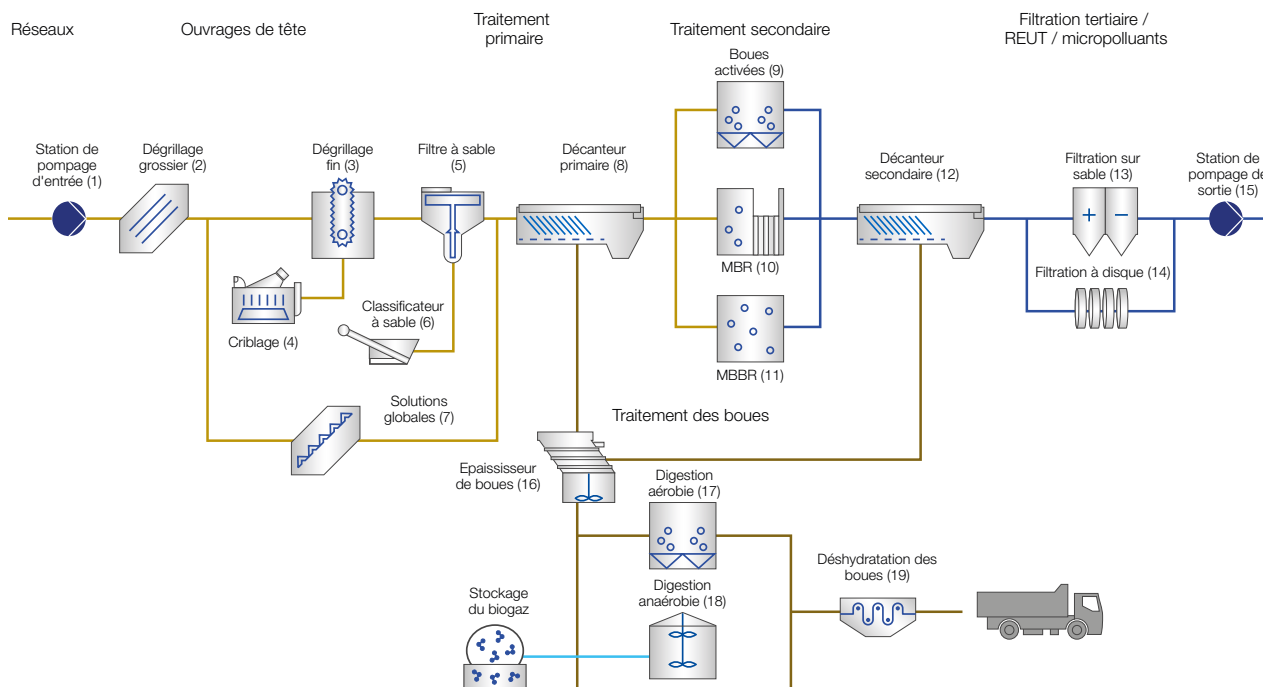 Réseaux
Ouvrages de tête
Traitement
primaire
Traitement secondaire
Filtration tertiaire /
REUT / micropolluants
Station de
pompage
d'entrée (1)
Dégrillage
grossier (2)
Dégrillage
fin (3)
Filtre à sable
(5)
Décanteur
primaire (8)
Boues
activées (9)
Décanteur
secondaire (12)
Filtration sur
sable (13)
Station de
pompage de
sortie (15)
MBR (10)
Filtration à disque (14)
Classificateur
à sable (6)
Criblage (4)
MBBR (11)
Solutions
globales (7)
Traitement des boues
Epaississeur
de boues (16)
Digestion
aérobie (17)
Déshydratation des
boues (19)
Stockage
du biogaz
Digestion
anaérobie (18)